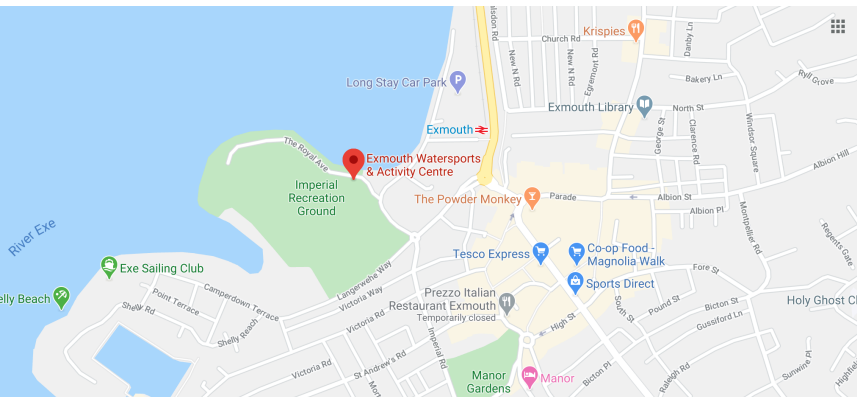 Krispies
Church Rd
Danby Ln
New N Rd
New N Rd
Egremont Rd
Bakery Ln
Ryll Grove
Long Stay Car Park
Exmouth Library
North St
George St
Clarence Rd
Windsor Square
Exmouth
Albion Hill
The Royal Ave
Exmouth Watersports
& Activity Centre
Imperial
Recreation
Ground
The Powder Monkey
Parade
Albion St
Albion Pl
Montpellier Rd
Regents Gate
River Exe
Tesco Express
Co-op Food -
Magnolia Walk
Fore St
Exe Sailing Club
Langerwehe Way
Sports Direct
elly Beach
Point Terrace
Camperdown Terrace
Victoria Way
Prezzo Italian
Restaurant Exmouth
Temporarily closed
South St
Pound St
Bicton St
Gussiford Ln
Holy Ghost C
Shelly Rd
Shelly Reach
Victoria Rd
High St
Imperial Rd
Victoria Rd
St Andrew's Rd
Manor
Gardens
Manor
Bicton Pl
Raleigh Rd
Sunwine Pl
Highfie